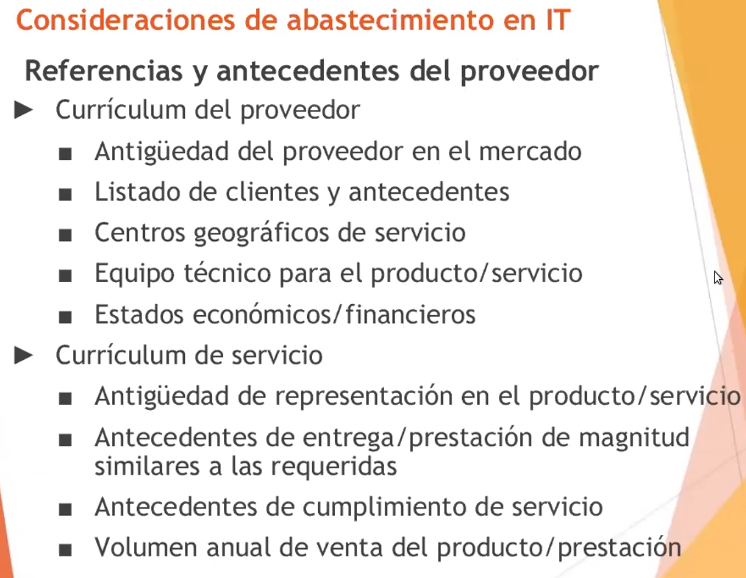 Consideraciones de abastecimiento en IT
Referencias y antecedentes del proveedor
► Currículum del proveedor
■ Antigüedad del proveedor en el mercado
■ Listado de clientes y antecedentes
■ Centros geográficos de servicio
■ Equipo técnico para el producto/servicio
■ Estados económicos/financieros
► Currículum de servicio
■ Antigüedad de representación en el producto/servicio
■ Antecedentes de entrega/prestación de magnitud
similares a las requeridas
■ Antecedentes de cumplimiento de servicio
■ Volumen anual de venta del producto/prestación